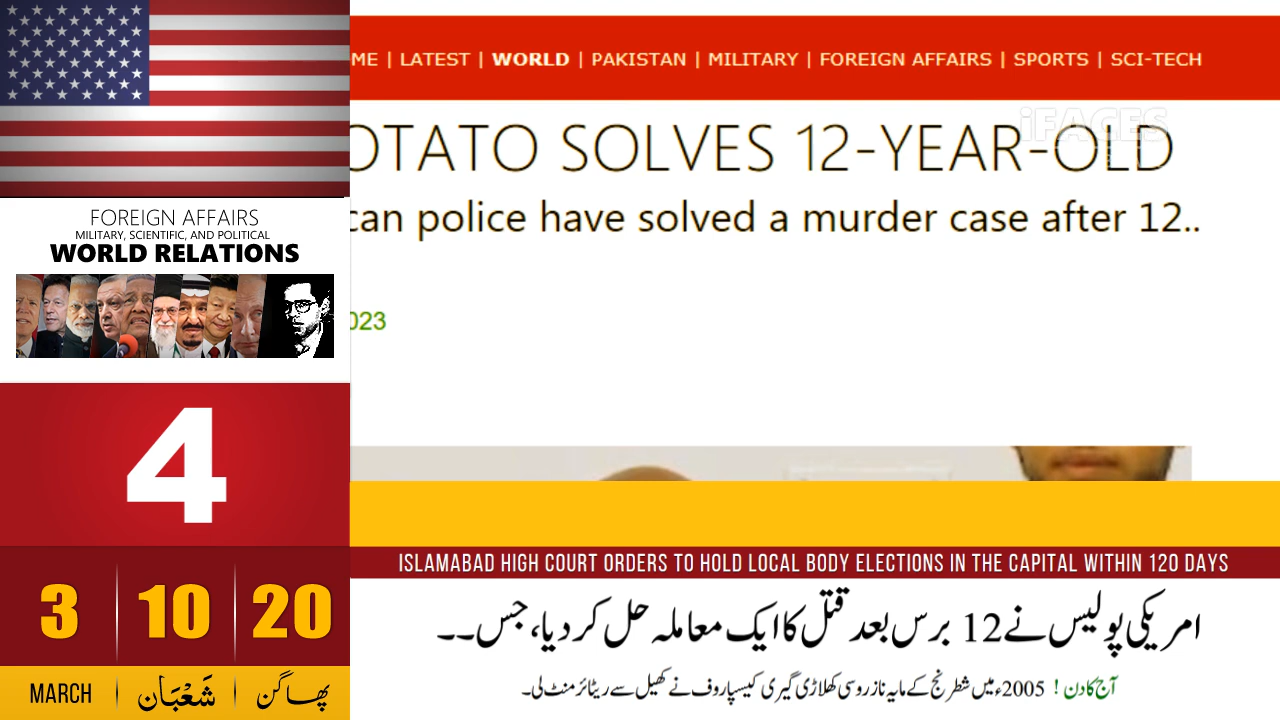 ME | LATEST | WORLD | PAKISTAN | MILITARY | FOREIGN AFFAIRS | SPORTS | SCI-TECH
iFACES
OTATO SOLVES 12-YEAR-OLD
can police have solved a murder case after 12..
023
FOREIGN AFFAIRS
MILITARY, SCIENTIFIC, AND POLITICAL
WORLD RELATIONS
4
3 | 10 | 20
MARCH | شَعْبَان | پھاگن
ISLAMABAD HIGH COURT ORDERS TO HOLD LOCAL BODY ELECTIONS IN THE CAPITAL WITHIN 120 DAYS
امریکی پولیس نے 12 برس بعد قتل کا ایک معاملہ حل کر دیا، جس۔۔
آج کا دن ! 2005ء میں شطرنج کے مایہ ناز روسی کھلاڑی گیری کیسپاروف نے کھیل سے ریٹائرمنٹ لی۔